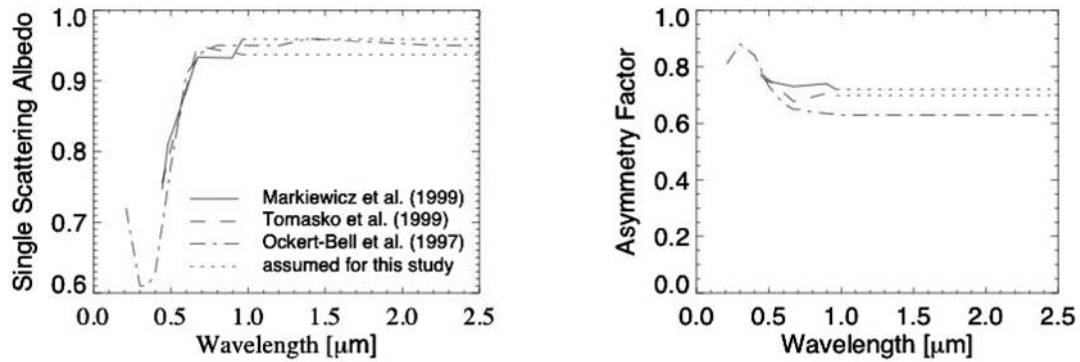 Single Scattering Albedo
1.0
0.9
0.8
0.7
0.6
Markiewicz et al. (1999)
Tomasko et al. (1999)
Ockert-Bell et al. (1997)
assumed for this study
0.0 0.5 1.0 1.5 2.0 2.5
Wavelength [μm]
Asymmetry Factor
1.0
0.8
0.6
0.4
0.2
0.0
0.0 0.5 1.0 1.5 2.0 2.5
Wavelength [μm]